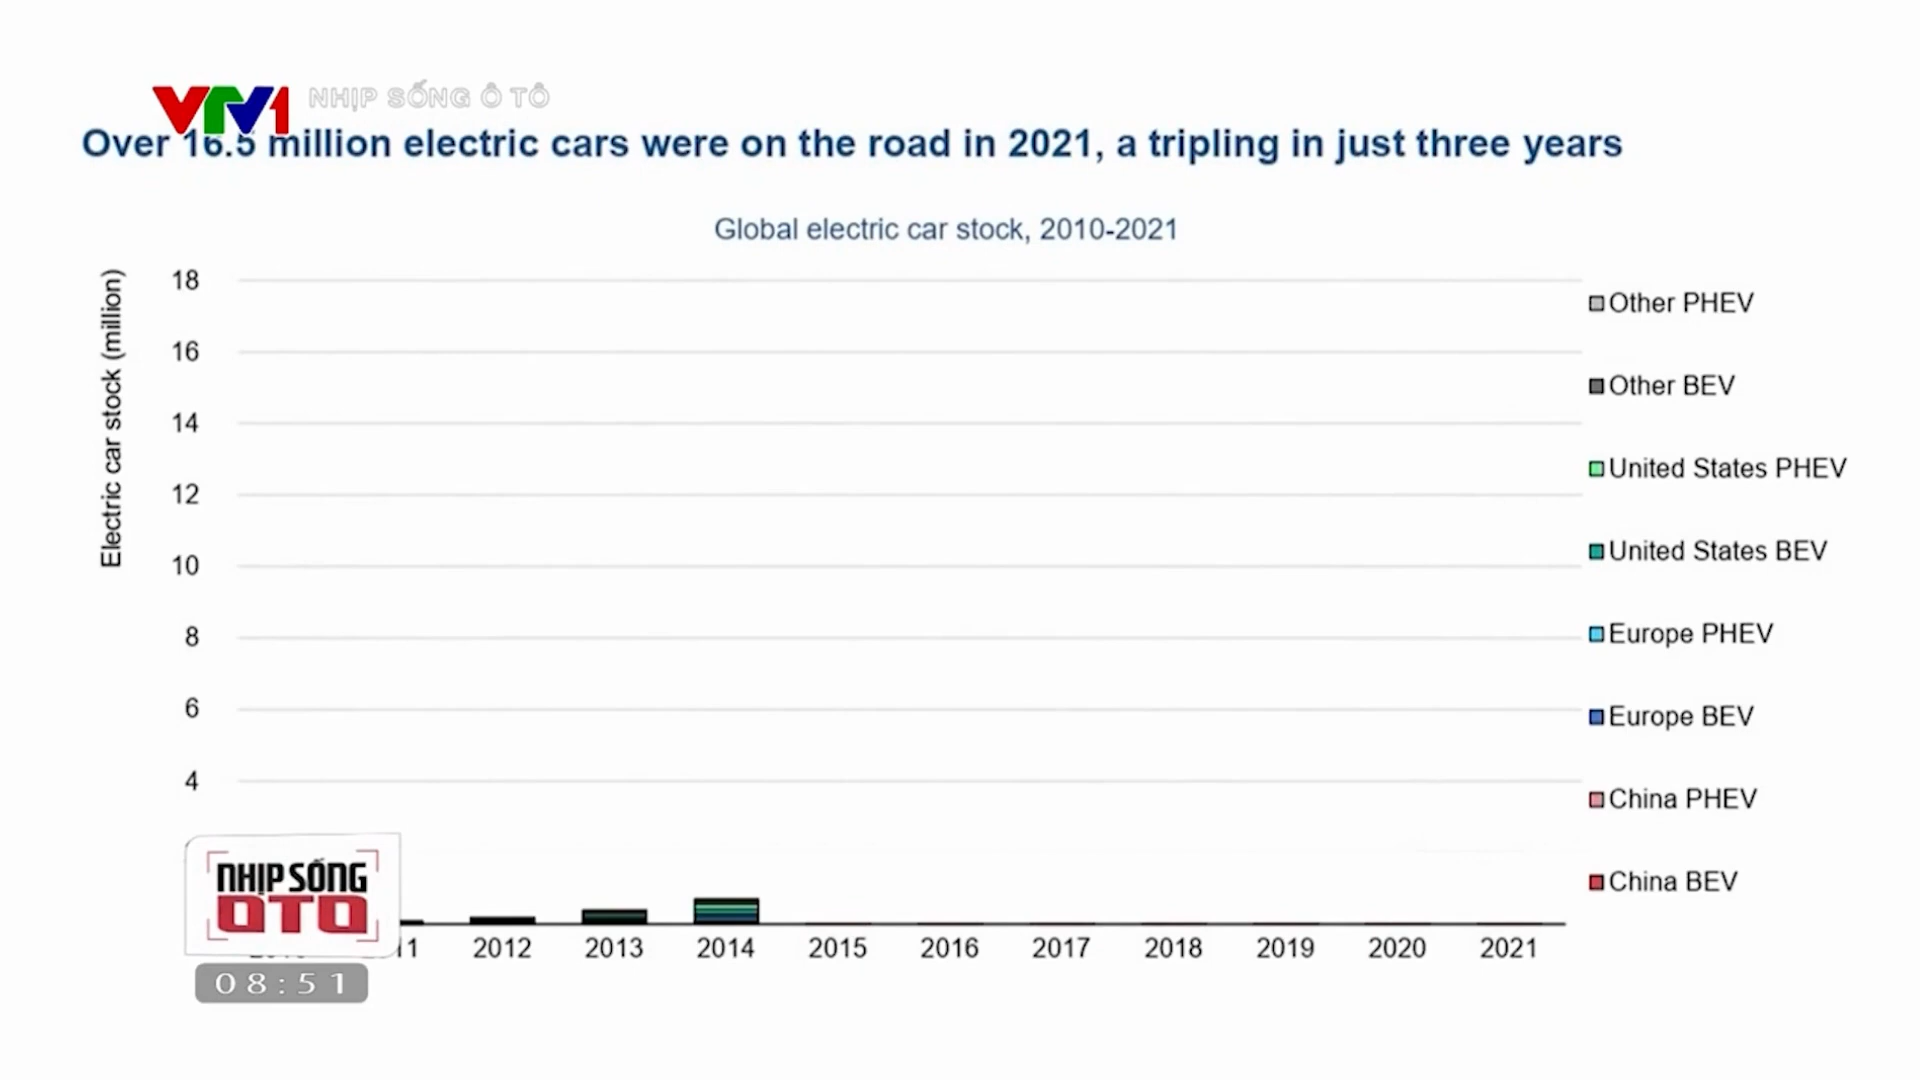 VTV1 NHỊP SỐNG Ô TÔ
Over 16.5 million electric cars were on the road in 2021, a tripling in just three years
Global electric car stock, 2010-2021
Electric car stock (million)
18
16
14
12
10
8
6
4
Other PHEV
Other BEV
United States PHEV
United States BEV
Europe PHEV
Europe BEV
China PHEV
China BEV
NHỊP SỐNG
OTO
11 2012 2013 2014 2015 2016 2017 2018 2019 2020 2021
08:51